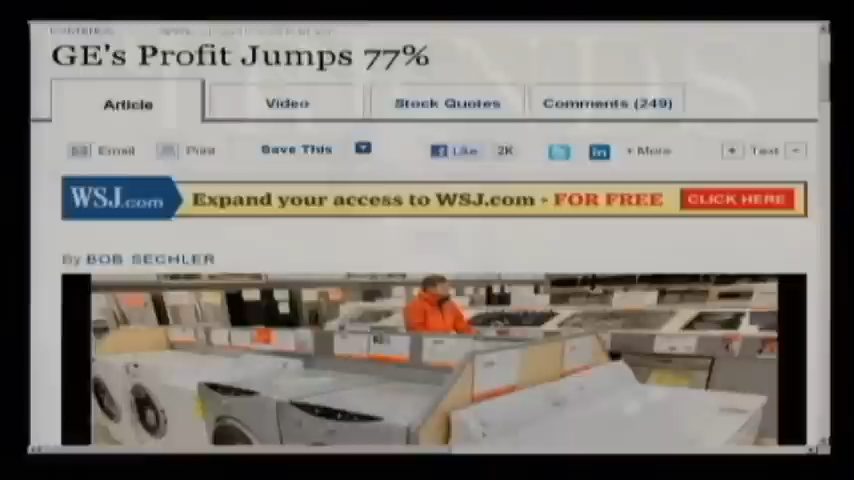 GE's Profit Jumps 77%
Article Video Stock Quotes Comments (249)
Email Print Save This Like 2K in + More + Text -
WSJ.com Expand your access to WSJ.com - FOR FREE CLICK HERE
By BOB SECHLER